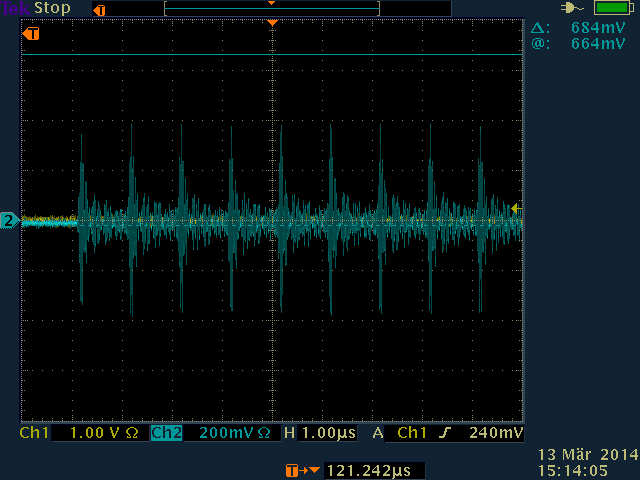 Tek Stop
T
Δ: 684mV
@: 664mV
T
2
Ch1 1.00 V Ω Ch2 200mV Ω H 1.00µs A Ch1 240mV
13 Mär 2014
15:14:05
T 121.242µs